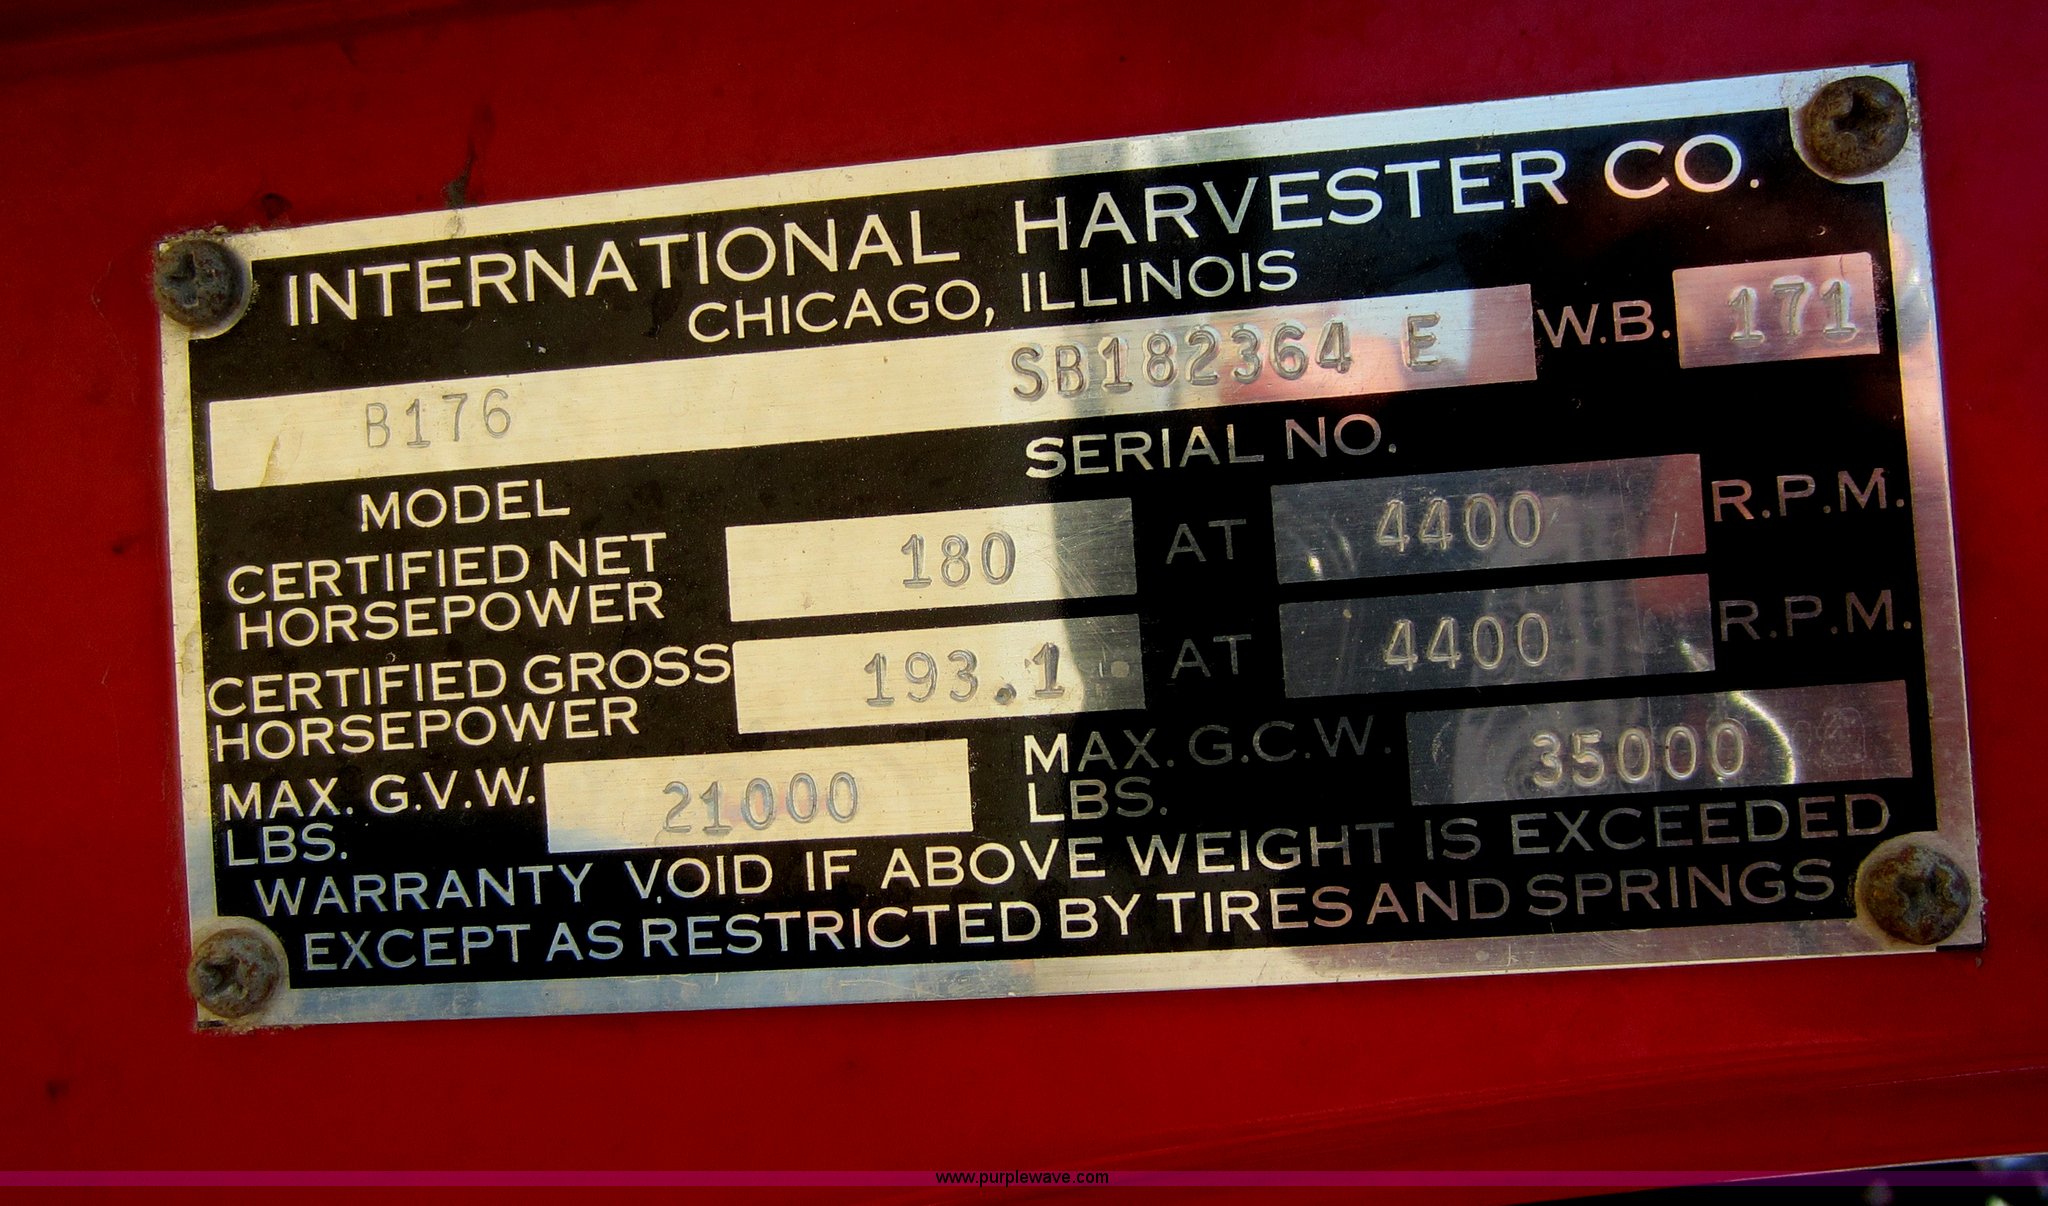 INTERNATIONAL HARVESTER CO.
CHICAGO, ILLINOIS
B176 SB182364 E W.B. 171
MODEL SERIAL NO.
CERTIFIED NET
HORSEPOWER 180 AT 4400 R.P.M.
CERTIFIED GROSS
HORSEPOWER 193.1 AT 4400 R.P.M.
MAX. G.V.W.
LBS. 21000
MAX. G.C.W.
LBS. 35000
WARRANTY VOID IF ABOVE WEIGHT IS EXCEEDED
EXCEPT AS RESTRICTED BY TIRES AND SPRINGS
www.purplewave.com